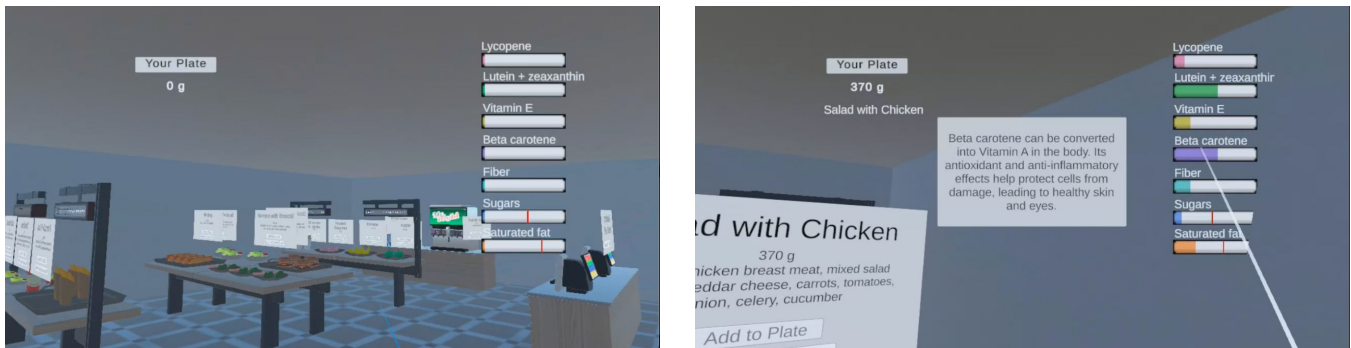 Your Plate
0 g
Lycopene
Lutein + zeaxanthin
Vitamin E
Beta carotene
Fiber
Sugars
Saturated fat
Your Plate
370 g
Salad with Chicken
Lycopene
Lutein + zeaxanthin
Vitamin E
Beta carotene
Fiber
Sugars
Saturated fat
Beta carotene can be converted
into Vitamin A in the body. Its
antioxidant and anti-inflammatory
effects help protect cells from
damage, leading to healthy skin
and eyes.
ad with Chicken
370 g
hicken breast meat, mixed salad
eddar cheese, carrots, tomatoes,
nion, celery, cucumber
Add to Plate